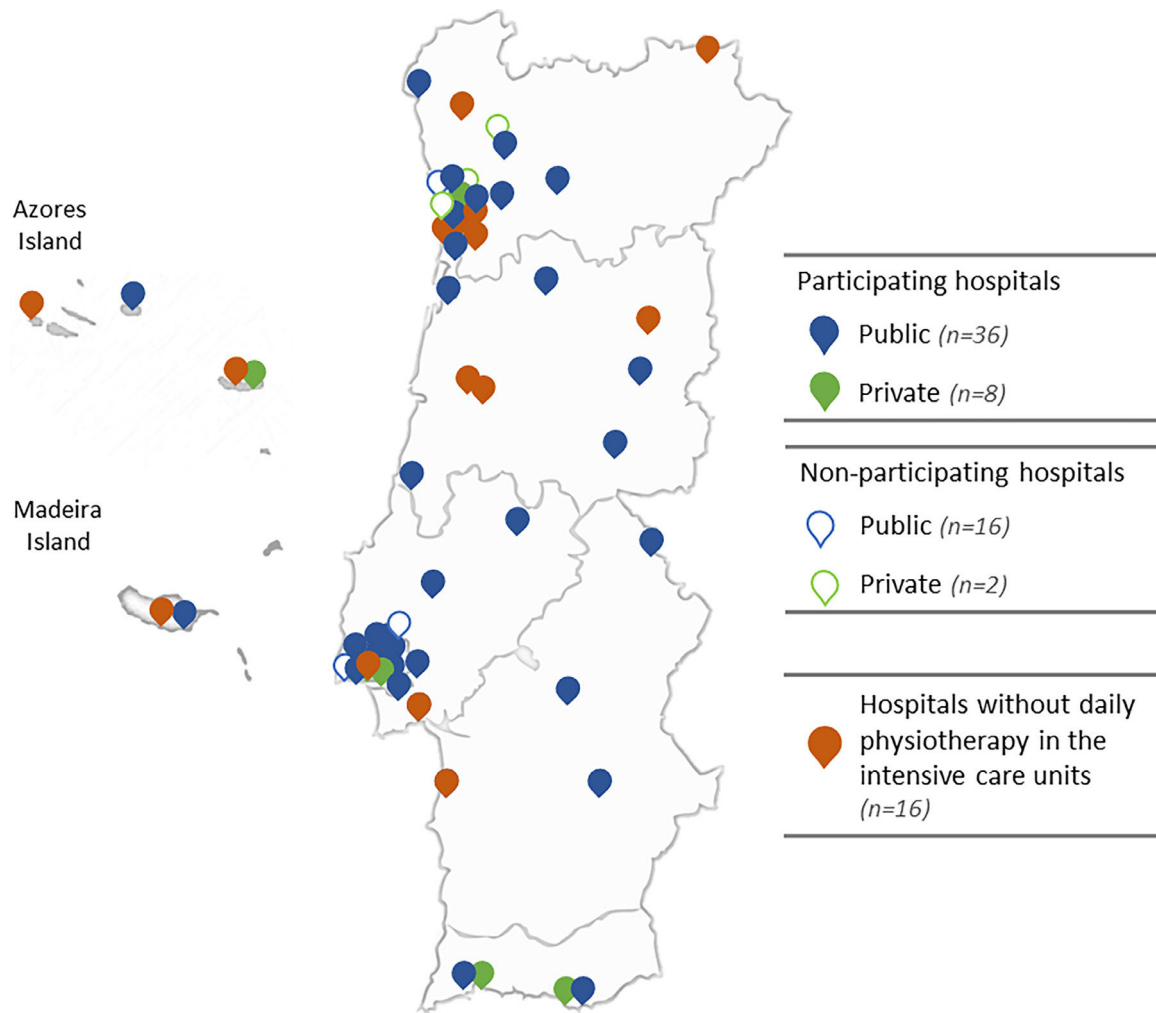 Azores
Island
Madeira
Island
Participating hospitals
Public (n=36)
Private (n=8)
Non-participating hospitals
Public (n=16)
Private (n=2)
Hospitals without daily
physiotherapy in the
intensive care units
(n=16)